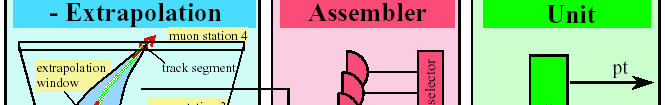 - Extrapolation
muon station 4
extrapolation
window
track segment
Assembler
selector
Unit
pt